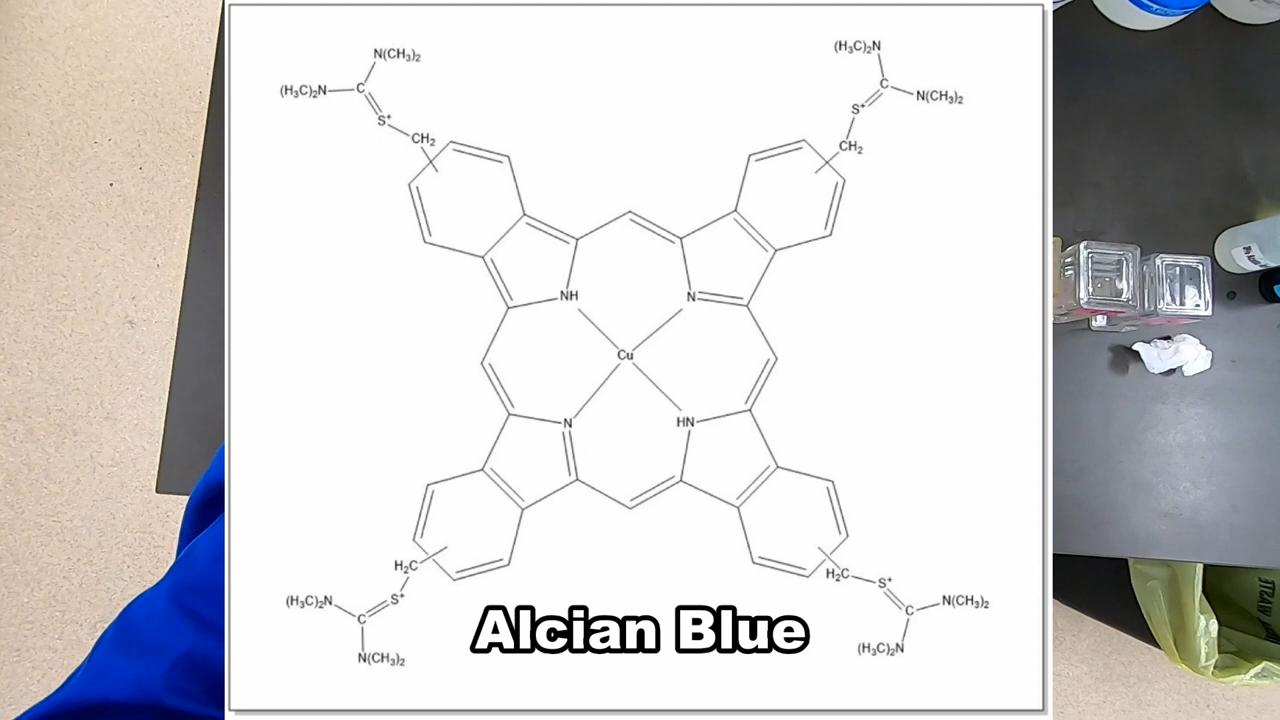 N(CH₃)₂
(H₃C)₂N
C
S⁺
CH₂
(H₃C)₂N
C
N(CH₃)₂
S⁺
CH₂
NH
N
Cu
N
HN
H₂C
S⁺
(H₃C)₂N
C
N(CH₃)₂
H₂C
S⁺
N(CH₃)₂
C
(H₃C)₂N
Alcian Blue
WASTE